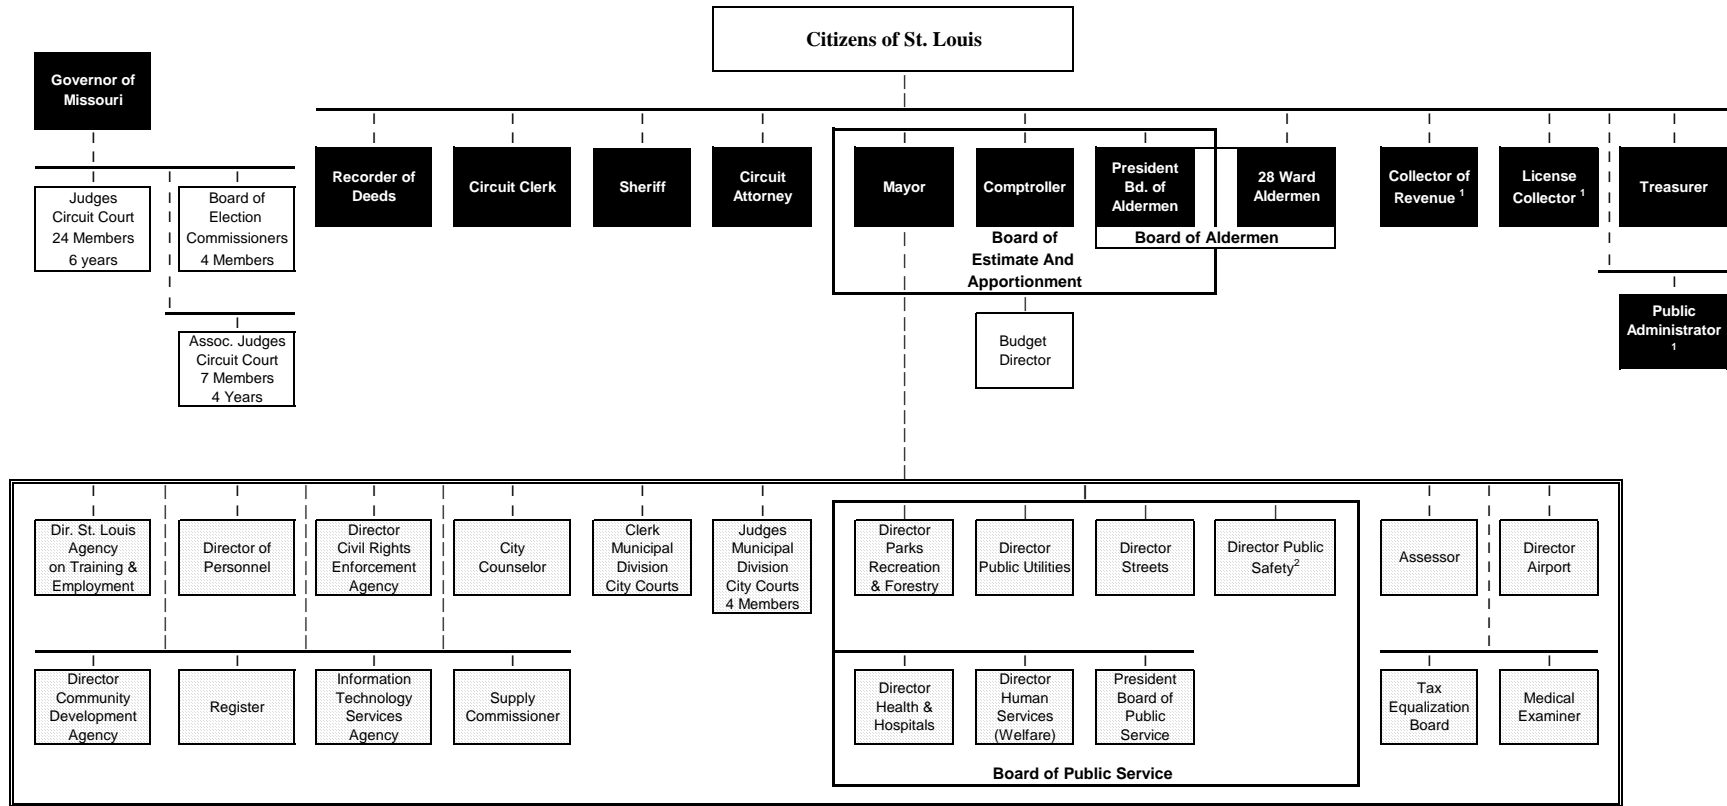 Citizens of St. Louis
Governor of
Missouri
Judges
Circuit Court
24 Members
6 years
Board of
Election
Commissioners
4 Members
Assoc. Judges
Circuit Court
7 Members
4 Years
Recorder of
Deeds
Circuit Clerk
Sheriff
Circuit
Attorney
Mayor
Comptroller
President
Bd. of
Aldermen
28 Ward
Aldermen
Board of
Estimate And
Apportionment
Board of Aldermen
Collector of
Revenue ¹
License
Collector ¹
Treasurer
Public
Administrator
¹
Budget
Director
Dir. St. Louis
Agency
on Training &
Employment
Director of
Personnel
Director
Civil Rights
Enforcement
Agency
City
Counselor
Clerk
Municipal
Division
City Courts
Judges
Municipal
Division
City Courts
4 Members
Director
Parks
Recreation
& Forestry
Director
Public Utilities
Director
Streets
Director Public
Safety²
Assessor
Director
Airport
Director
Community
Development
Agency
Register
Information
Technology
Services
Agency
Supply
Commissioner
Director
Health &
Hospitals
Director
Human
Services
(Welfare)
President
Board of
Public
Service
Tax
Equalization
Board
Medical
Examiner
Board of Public Service